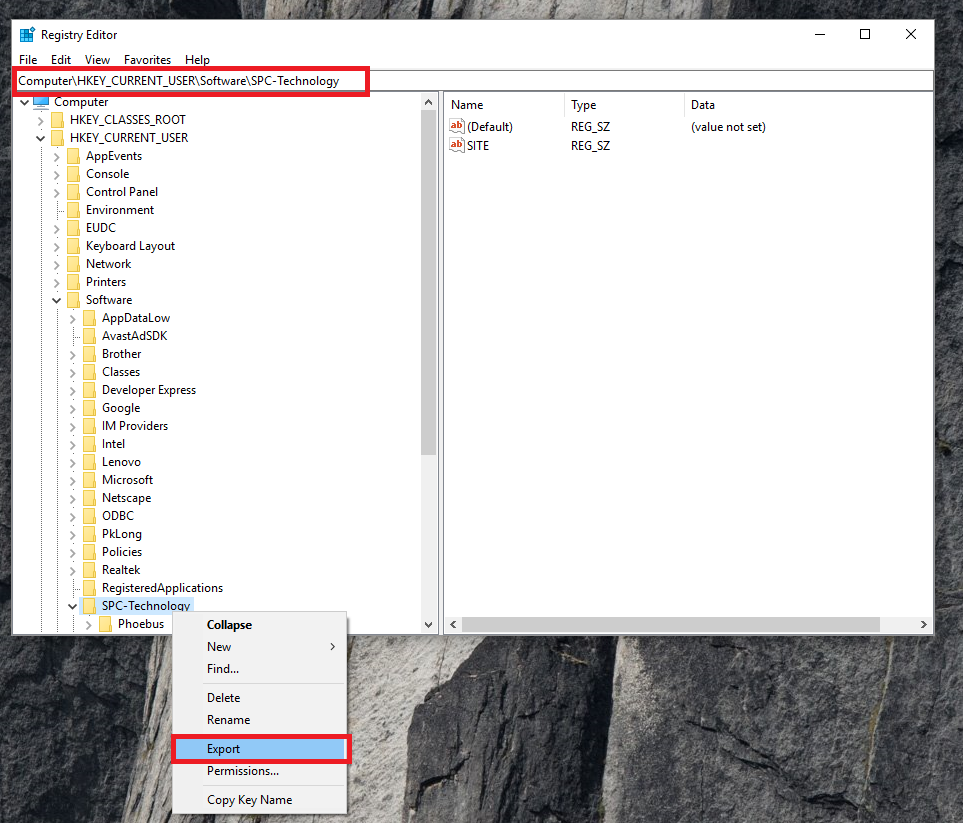 Registry Editor
File Edit View Favorites Help
Computer\HKEY_CURRENT_USER\Software\SPC-Technology
Computer
HKEY_CLASSES_ROOT
HKEY_CURRENT_USER
AppEvents
Console
Control Panel
Environment
EUDC
Keyboard Layout
Network
Printers
Software
AppDataLow
AvastAdSDK
Brother
Classes
Developer Express
Google
IM Providers
Intel
Lenovo
Microsoft
Netscape
ODBC
PkLong
Policies
Realtek
RegisteredApplications
SPC-Technology
Phoebus
Name Type Data
ab (Default) REG_SZ (value not set)
ab SITE REG_SZ
Collapse
New
Find...
Delete
Rename
Export
Permissions...
Copy Key Name